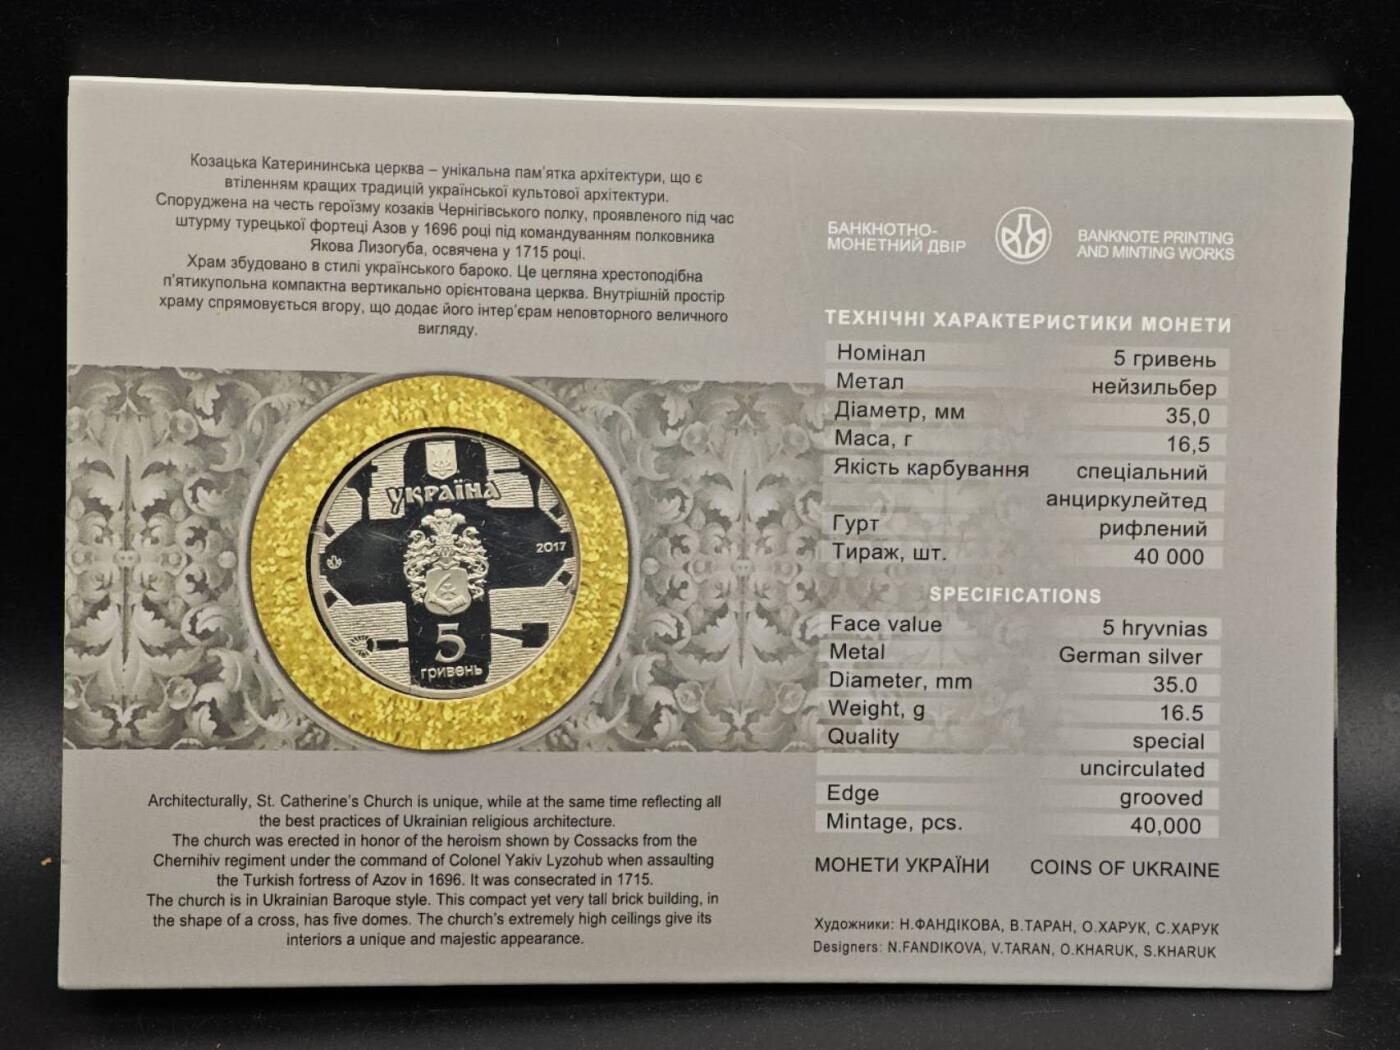 Козацька Катерининська церква – унікальна пам'ятка архітектури, що є
втіленням кращих традицій української культової архітектури.
Споруджена на честь героїзму козаків Чернігівського полку, проявленого під час
штурму турецької фортеці Азов у 1696 році під командуванням полковника
Якова Лизогуба, освячена у 1715 році.
Храм збудовано в стилі українського бароко. Це цегляна хрестоподібна
п'ятикупольна компактна вертикально орієнтована церква. Внутрішній простір
храму спрямовується вгору, що додає його інтер'єрам неповторного величного
вигляду.
Україна
2017
5
гривень
Architecturally, St. Catherine's Church is unique, while at the same time reflecting all
the best practices of Ukrainian religious architecture.
The church was erected in honor of the heroism shown by Cossacks from the
Chernihiv regiment under the command of Colonel Yakiv Lyzohub when assaulting
the Turkish fortress of Azov in 1696. It was consecrated in 1715.
The church is in Ukrainian Baroque style. This compact yet very tall brick building, in
the shape of a cross, has five domes. The church's extremely high ceilings give its
interiors a unique and majestic appearance.
БАНКНОТНО-
МОНЕТНИЙ ДВІР
BANKNOTE PRINTING
AND MINTING WORKS
ТЕХНІЧНІ ХАРАКТЕРИСТИКИ МОНЕТИ
Номінал 5 гривень
Метал нейзильбер
Діаметр, мм 35,0
Маса, г 16,5
Якість карбування спеціальний
анциркулейтед
Гурт рифлений
Тираж, шт. 40 000
SPECIFICATIONS
Face value 5 hryvnias
Metal German silver
Diameter, mm 35.0
Weight, g 16.5
Quality special
uncirculated
Edge grooved
Mintage, pcs. 40,000
МОНЕТИ УКРАЇНИ COINS OF UKRAINE
Художники: Н.ФАНДІКОВА, В.ТАРАН, О.ХАРУК, С.ХАРУК
Designers: N.FANDIKOVA, V.TARAN, O.KHARUK, S.KHARUK